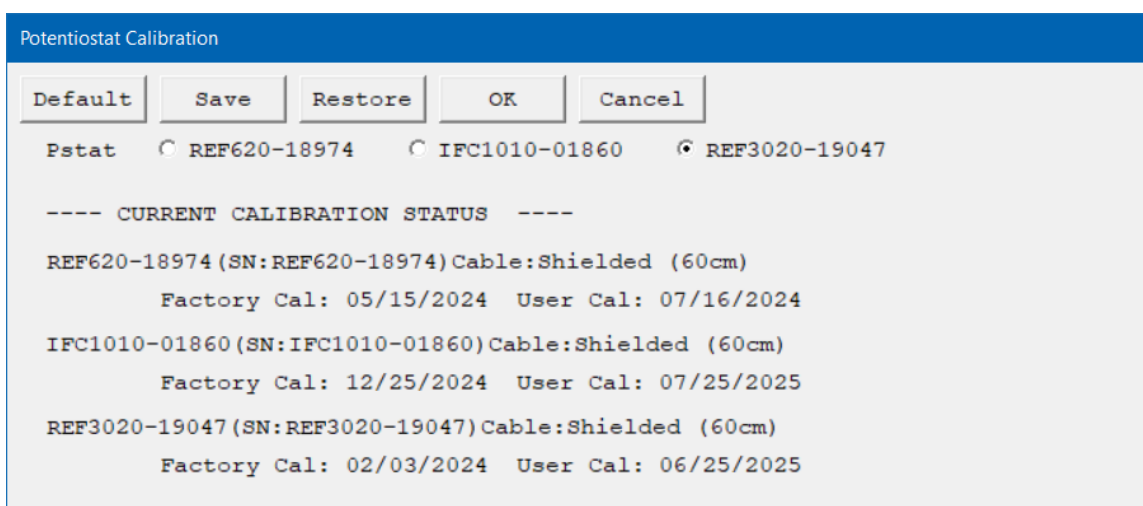 Potentiostat Calibration
Default Save Restore OK Cancel
Pstat REF620-18974 IFC1010-01860 REF3020-19047
---- CURRENT CALIBRATION STATUS ----
REF620-18974(SN:REF620-18974)Cable:Shielded (60cm)
Factory Cal: 05/15/2024 User Cal: 07/16/2024
IFC1010-01860(SN:IFC1010-01860)Cable:Shielded (60cm)
Factory Cal: 12/25/2024 User Cal: 07/25/2025
REF3020-19047(SN:REF3020-19047)Cable:Shielded (60cm)
Factory Cal: 02/03/2024 User Cal: 06/25/2025